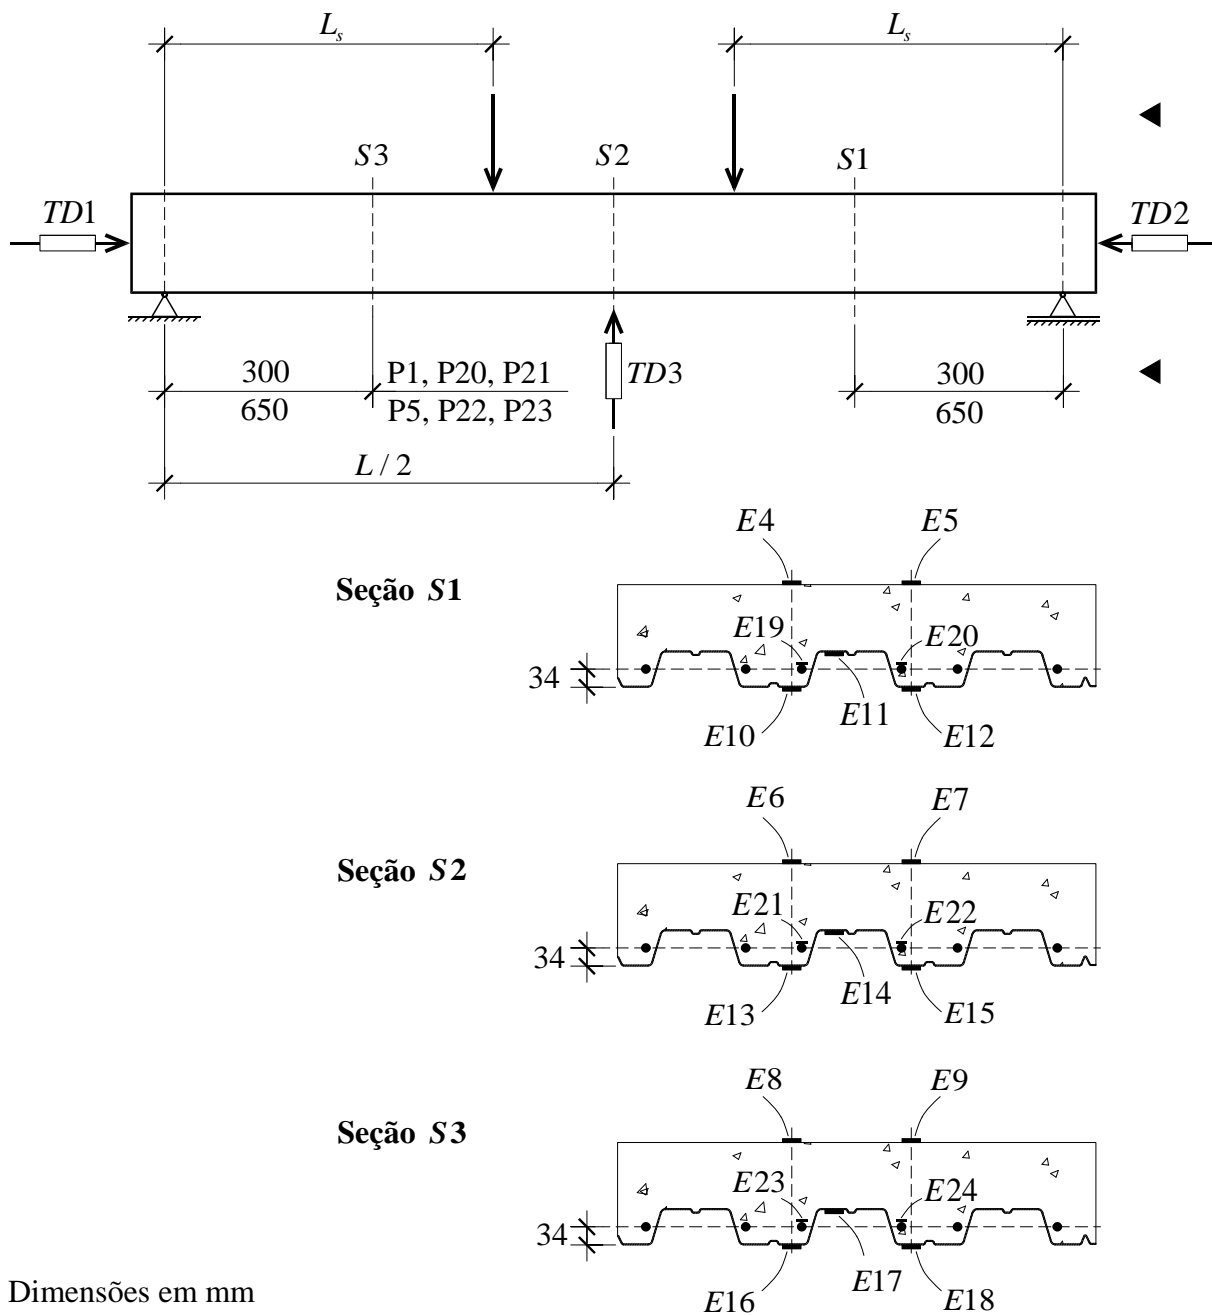 Ls Ls
S3 S2 S1
TD1 TD2
300 P1, P20, P21 TD3 300
650 P5, P22, P23 650
L / 2
E4 E5
Seção S1
E19 E20
34
E10 E11 E12
E6 E7
Seção S2
E21 E22
34
E13 E14 E15
E8 E9
Seção S3
E23 E24
34
E16 E17 E18
Dimensões em mm